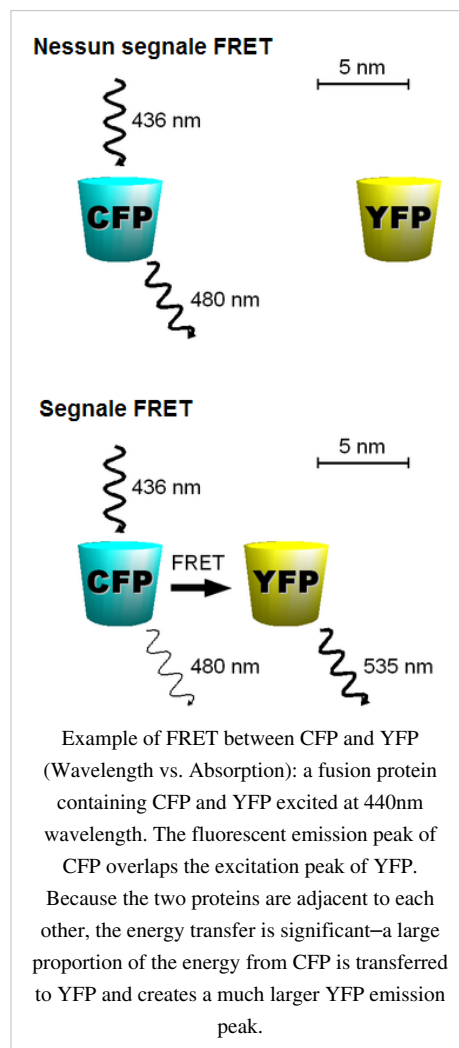 Nessun segnale FRET
5 nm
436 nm
CFP
YFP
480 nm
Segnale FRET
5 nm
436 nm
FRET
CFP
YFP
480 nm
535 nm
Example of FRET between CFP and YFP
(Wavelength vs. Absorption): a fusion protein
containing CFP and YFP excited at 440nm
wavelength. The fluorescent emission peak of
CFP overlaps the excitation peak of YFP.
Because the two proteins are adjacent to each
other, the energy transfer is significant—a large
proportion of the energy from CFP is transferred
to YFP and creates a much larger YFP emission
peak.